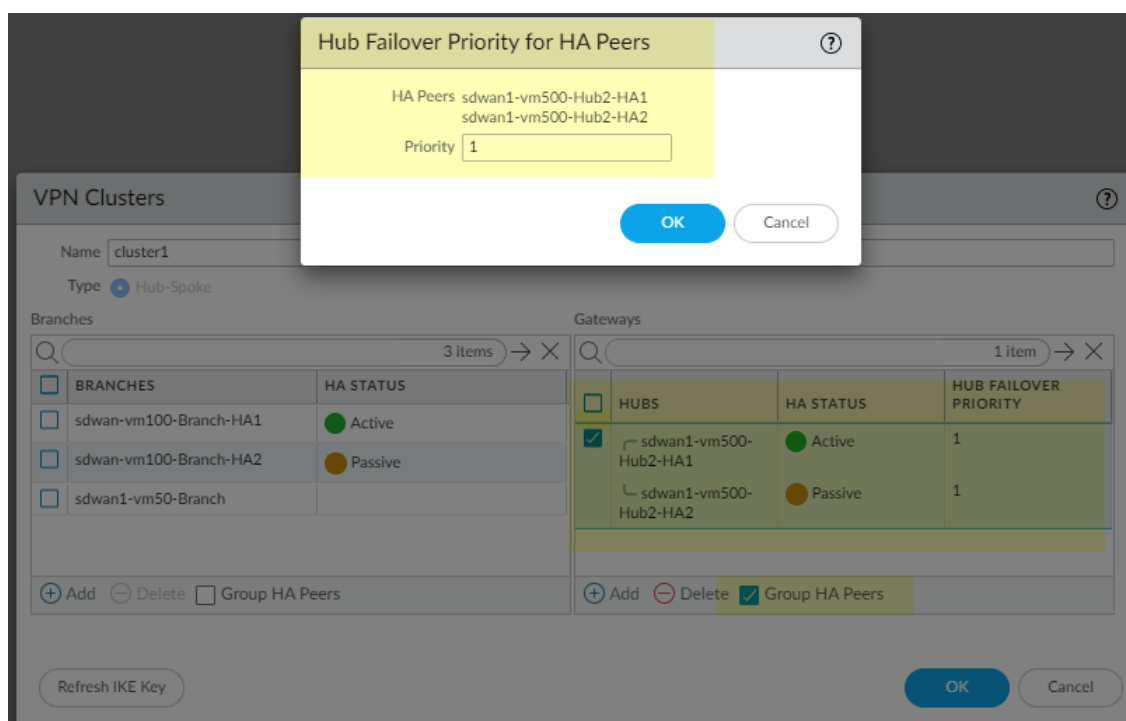 Hub Failover Priority for HA Peers
HA Peers sdwan1-vm500-Hub2-HA1
sdwan1-vm500-Hub2-HA2
Priority 1
OK Cancel
VPN Clusters
Name cluster1
Type Hub-Spoke
Branches
3 items
BRANCHES HA STATUS
sdwan-vm100-Branch-HA1 Active
sdwan-vm100-Branch-HA2 Passive
sdwan1-vm50-Branch
Add Delete Group HA Peers
Gateways
1 item
HUBS HA STATUS HUB FAILOVER
PRIORITY
sdwan1-vm500- Active 1
Hub2-HA1
sdwan1-vm500- Passive 1
Hub2-HA2
Add Delete Group HA Peers
Refresh IKE Key OK Cancel